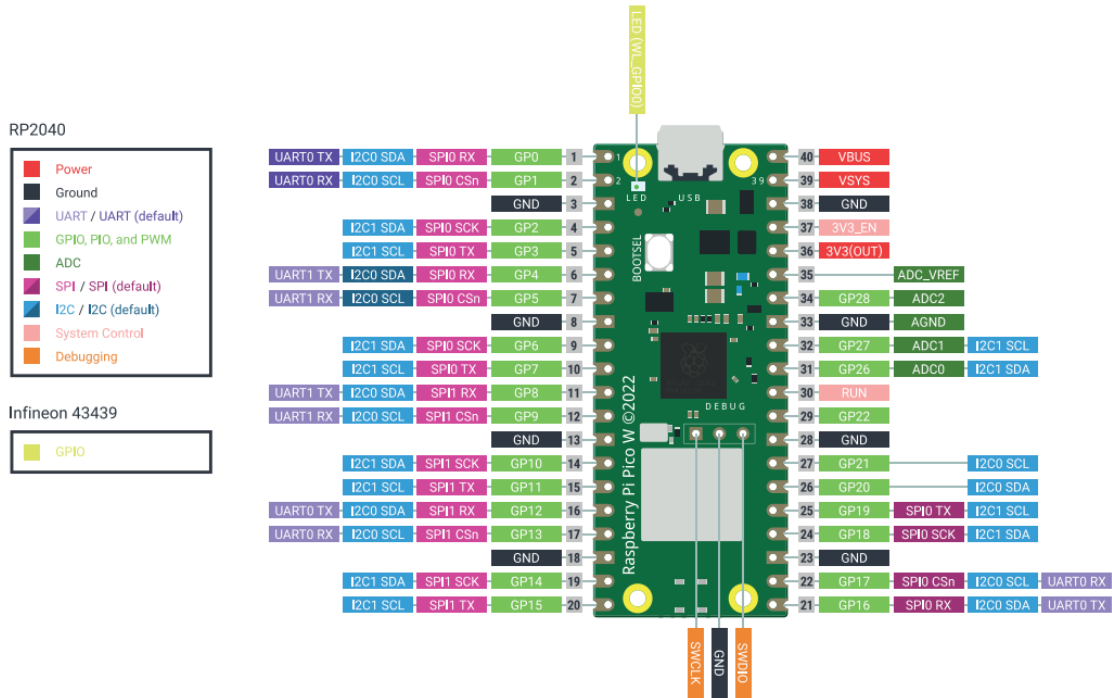 LED (WL_GPIO0)
RP2040
Power
Ground
UART / UART (default)
GPIO, PIO, and PWM
ADC
SPI / SPI (default)
I2C / I2C (default)
System Control
Debugging
Infineon 43439
GPIO
UART0 TX I2C0 SDA SPI0 RX GP0 1
UART0 RX I2C0 SCL SPI0 CSn GP1 2
GND 3
I2C1 SDA SPI0 SCK GP2 4
I2C1 SCL SPI0 TX GP3 5
UART1 TX I2C0 SDA SPI0 RX GP4 6
UART1 RX I2C0 SCL SPI0 CSn GP5 7
GND 8
I2C1 SDA SPI0 SCK GP6 9
I2C1 SCL SPI0 TX GP7 10
UART1 TX I2C0 SDA SPI1 RX GP8 11
UART1 RX I2C0 SCL SPI1 CSn GP9 12
GND 13
I2C1 SDA SPI1 SCK GP10 14
I2C1 SCL SPI1 TX GP11 15
UART0 TX I2C0 SDA SPI1 RX GP12 16
UART0 RX I2C0 SCL SPI1 CSn GP13 17
GND 18
I2C1 SDA SPI1 SCK GP14 19
I2C1 SCL SPI1 TX GP15 20
1
2
39
LED
USB
BOOTSEL
DEBUG
Raspberry Pi Pico W ©2022
40 VBUS
39 VSYS
38 GND
37 3V3_EN
36 3V3(OUT)
35 ADC_VREF
34 GP28 ADC2
33 GND AGND
32 GP27 ADC1 I2C1 SCL
31 GP26 ADC0 I2C1 SDA
30 RUN
29 GP22
28 GND
27 GP21 I2C0 SCL
26 GP20 I2C0 SDA
25 GP19 SPI0 TX I2C1 SCL
24 GP18 SPI0 SCK I2C1 SDA
23 GND
22 GP17 SPI0 CSn I2C0 SCL UART0 RX
21 GP16 SPI0 RX I2C0 SDA UART0 TX
SWCLK
GND
SWDIO